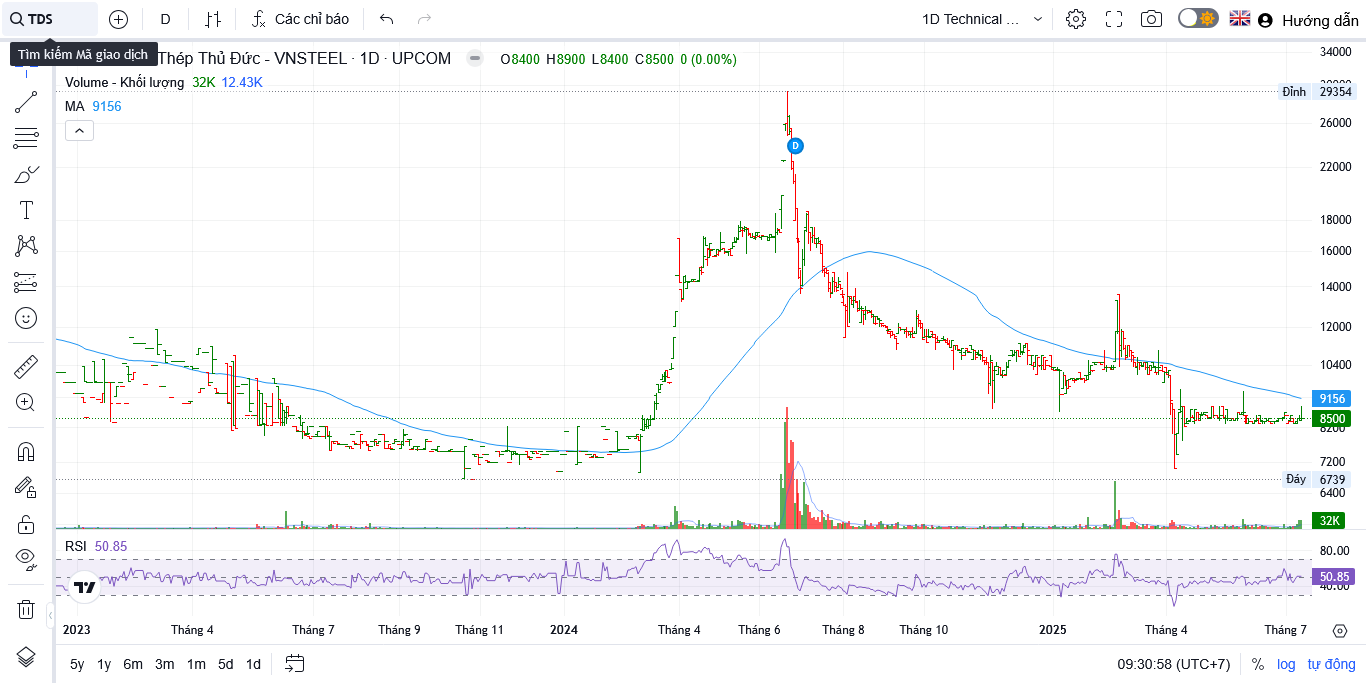 TDS
D
Các chỉ báo
1D Technical ...
Hướng dẫn
Tìm kiếm Mã giao dịch
Thép Thủ Đức - VNSTEEL · 1D · UPCOM
O8400 H8900 L8400 C8500 0 (0.00%)
Volume - Khối lượng 32K 12.43K
MA 9156
34000
Đỉnh 29354
26000
D
22000
18000
16000
14000
12000
10400
9156
8500
8200
7200
Đáy 6739
6400
32K
RSI 50.85
80.00
50.85
40.00
2023 Tháng 4 Tháng 7 Tháng 9 Tháng 11 2024 Tháng 4 Tháng 6 Tháng 8 Tháng 10 2025 Tháng 4 Tháng 7
5y 1y 6m 3m 1m 5d 1d
09:30:58 (UTC+7) % log tự động